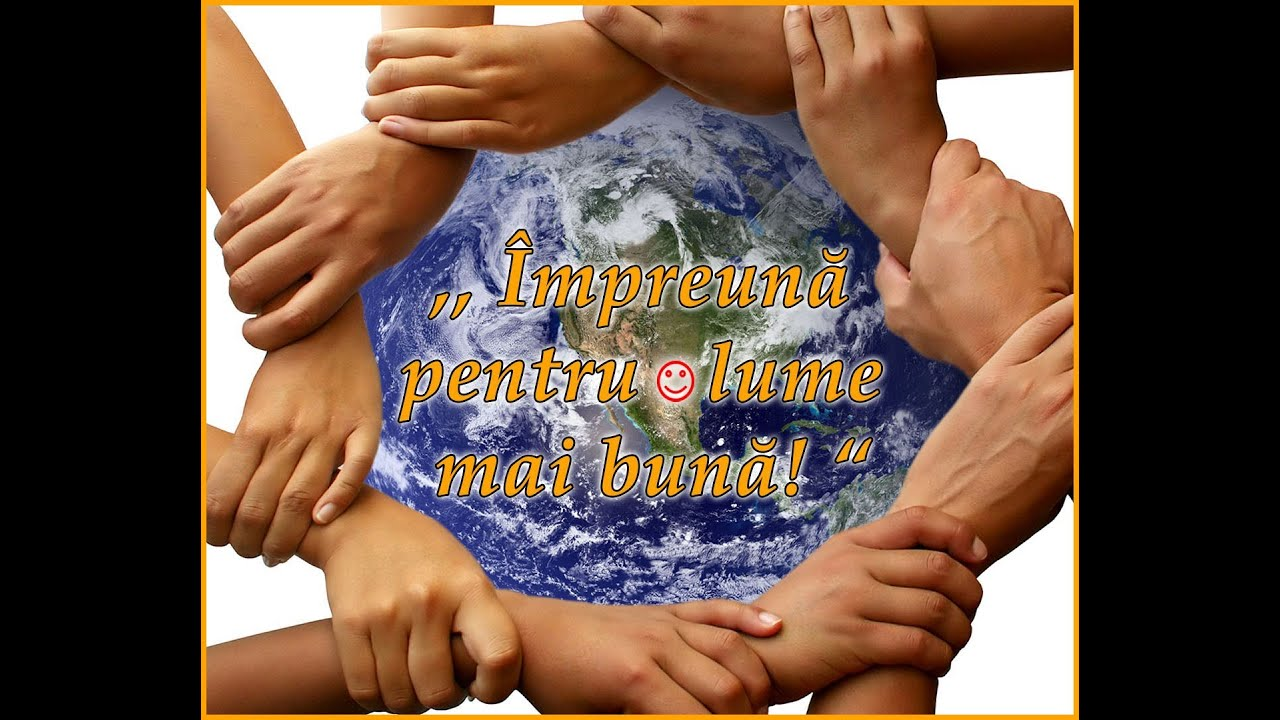 ,, Împreună
pentru ☺ lume
mai bună! “